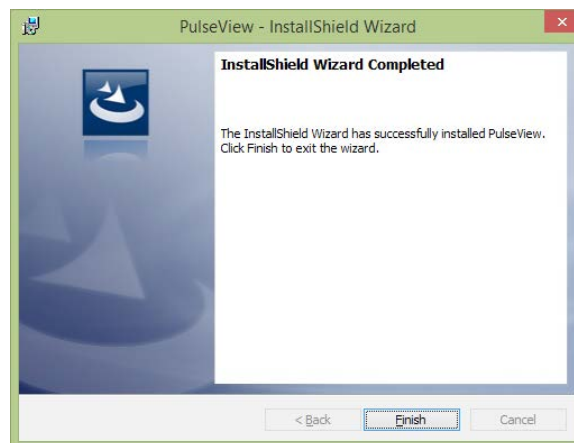 PulseView - InstallShield Wizard
InstallShield Wizard Completed
The InstallShield Wizard has successfully installed PulseView.
Click Finish to exit the wizard.
< Back
Finish
Cancel